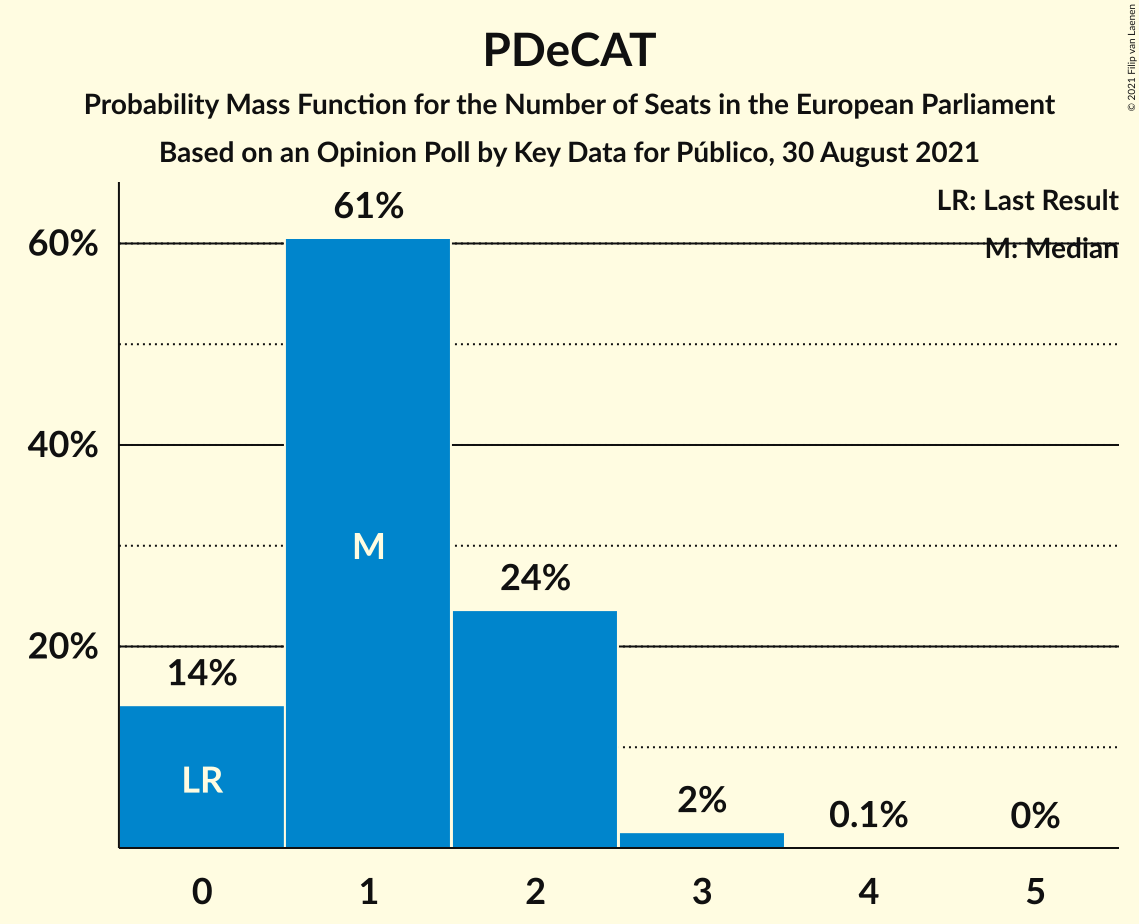 PDeCAT
Probability Mass Function for the Number of Seats in the European Parliament
Based on an Opinion Poll by Key Data for Público, 30 August 2021
© 2021 Filip van Laenen
LR: Last Result
M: Median
61%
60%
40%
M
24%
20%
14%
LR
2%
0.1%
0%
0 1 2 3 4 5